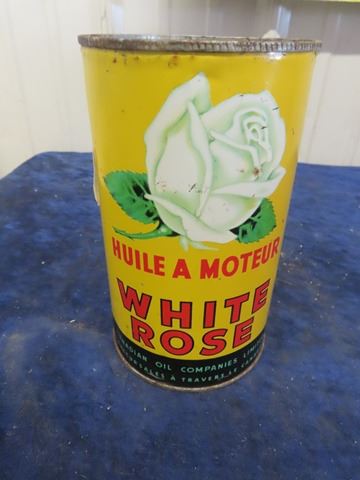 HUILE A MOTEUR
WHITE
ROSE
OIL COMPANIES
A TRAVERS LE